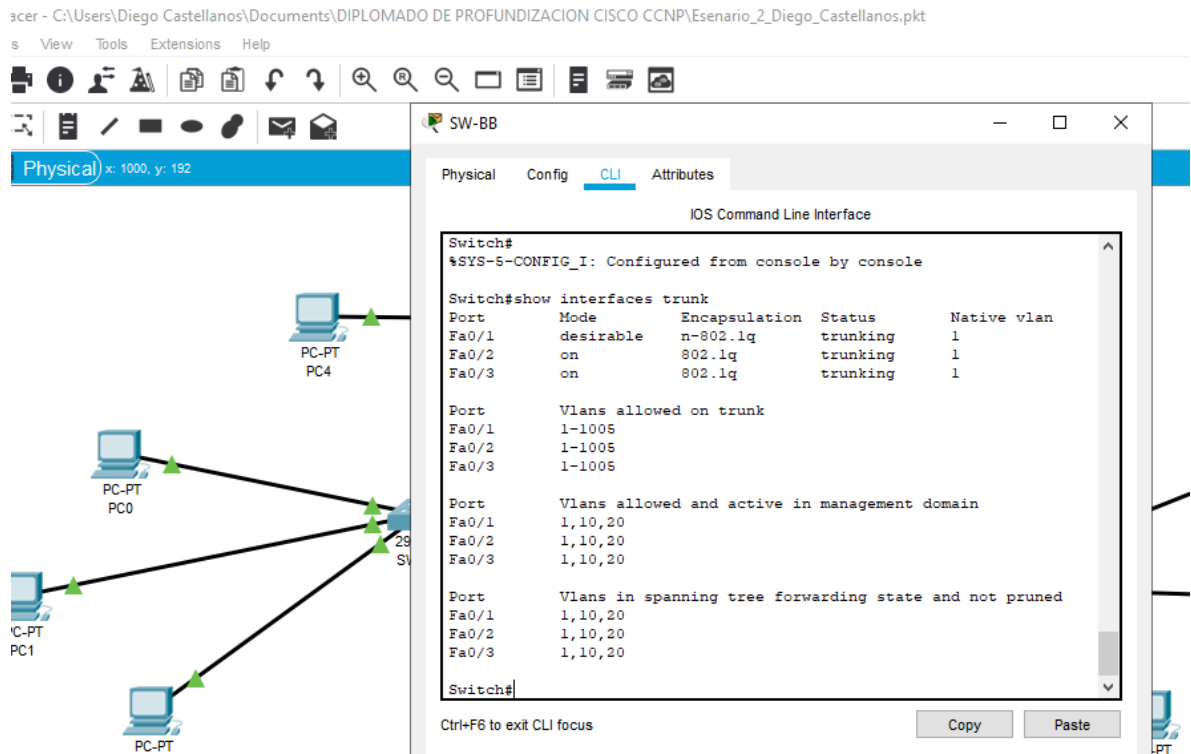 acer - C:\Users\Diego Castellanos\Documents\DIPLOMADO DE PROFUNDIZACION CISCO CCNP\Esenario_2_Diego_Castellanos.pkt
s View Tools Extensions Help
Physical x: 1000, y: 192
SW-BB
Physical Config CLI Attributes
IOS Command Line Interface
Switch#
%SYS-5-CONFIG_I: Configured from console by console
Switch#show interfaces trunk
Port Mode Encapsulation Status Native vlan
Fa0/1 desirable n-802.1q trunking 1
Fa0/2 on 802.1q trunking 1
Fa0/3 on 802.1q trunking 1
Port Vlans allowed on trunk
Fa0/1 1-1005
Fa0/2 1-1005
Fa0/3 1-1005
Port Vlans allowed and active in management domain
Fa0/1 1,10,20
Fa0/2 1,10,20
Fa0/3 1,10,20
Port Vlans in spanning tree forwarding state and not pruned
Fa0/1 1,10,20
Fa0/2 1,10,20
Fa0/3 1,10,20
Switch#
Ctrl+F6 to exit CLI focus
Copy Paste
PC-PT
PC4
PC-PT
PC0
29
SW
PC-PT
PC1
PC-PT
-PT